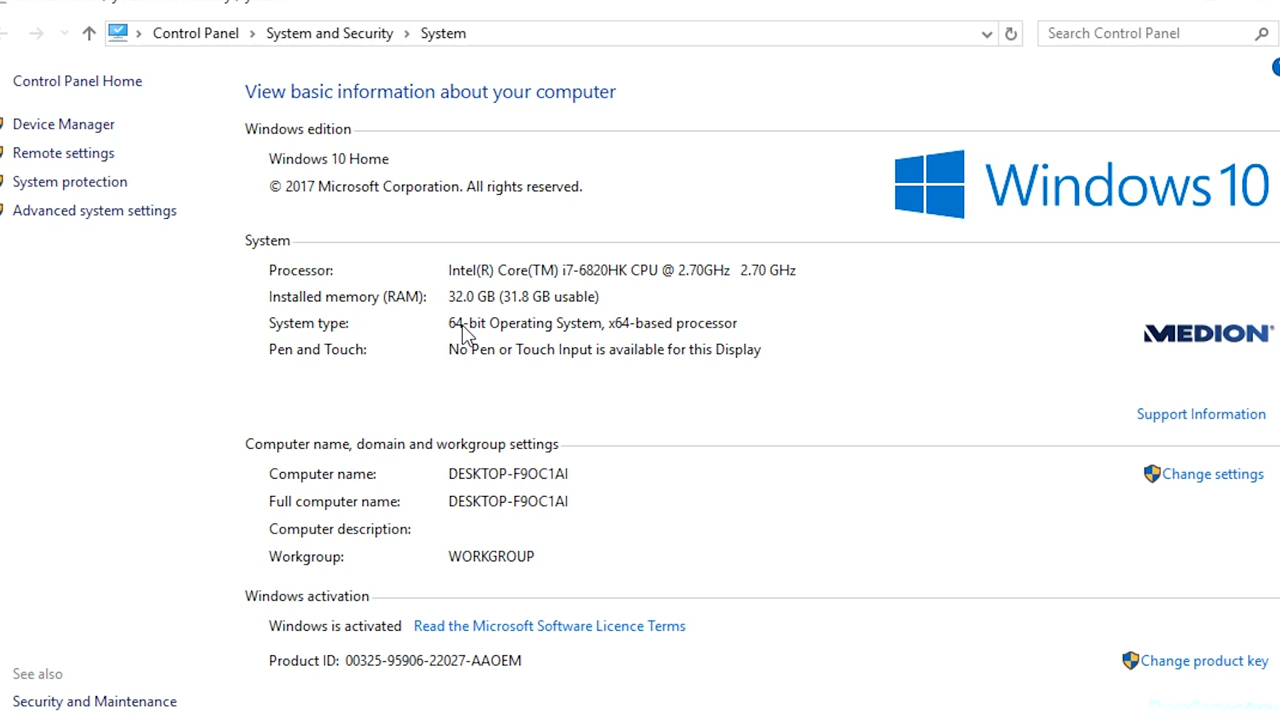 Control Panel > System and Security > System
Search Control Panel
Control Panel Home
Device Manager
Remote settings
System protection
Advanced system settings
View basic information about your computer
Windows edition
Windows 10 Home
© 2017 Microsoft Corporation. All rights reserved.
Windows 10
System
Processor: Intel(R) Core(TM) i7-6820HK CPU @ 2.70GHz 2.70 GHz
Installed memory (RAM): 32.0 GB (31.8 GB usable)
System type: 64-bit Operating System, x64-based processor
Pen and Touch: No Pen or Touch Input is available for this Display
MEDION®
Support Information
Computer name, domain and workgroup settings
Computer name: DESKTOP-F9OC1AI
Full computer name: DESKTOP-F9OC1AI
Computer description:
Workgroup: WORKGROUP
Change settings
Windows activation
Windows is activated Read the Microsoft Software Licence Terms
Product ID: 00325-95906-22027-AAOEM
Change product key
See also
Security and Maintenance